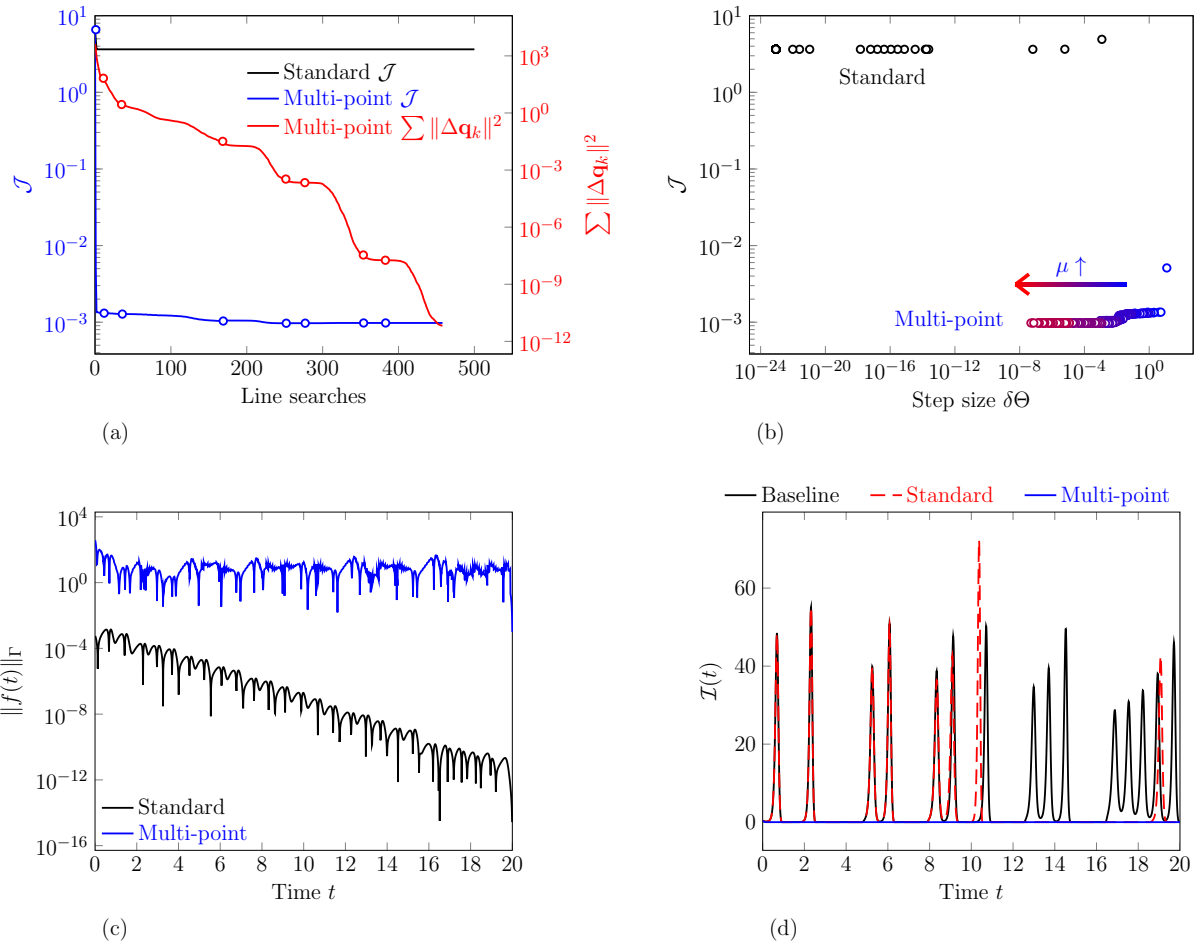 10^1
10^0
10^{-1}
10^{-2}
10^{-3}
𝒥
10^3
10^0
10^{-3}
10^{-6}
10^{-9}
10^{-12}
∑ ‖Δq_k‖^2
Standard 𝒥
Multi-point 𝒥
Multi-point ∑ ‖Δq_k‖^2
0 100 200 300 400 500
Line searches
(a)
10^1
10^0
10^{-1}
10^{-2}
10^{-3}
𝒥
Standard
μ ↑
Multi-point
10^{-24} 10^{-20} 10^{-16} 10^{-12} 10^{-8} 10^{-4} 10^0
Step size δΘ
(b)
10^4
10^0
10^{-4}
10^{-8}
10^{-12}
10^{-16}
‖f(t)‖_Γ
Standard
Multi-point
0 2 4 6 8 10 12 14 16 18 20
Time t
(c)
Baseline Standard Multi-point
60
40
20
0
ℐ(t)
0 2 4 6 8 10 12 14 16 18 20
Time t
(d)